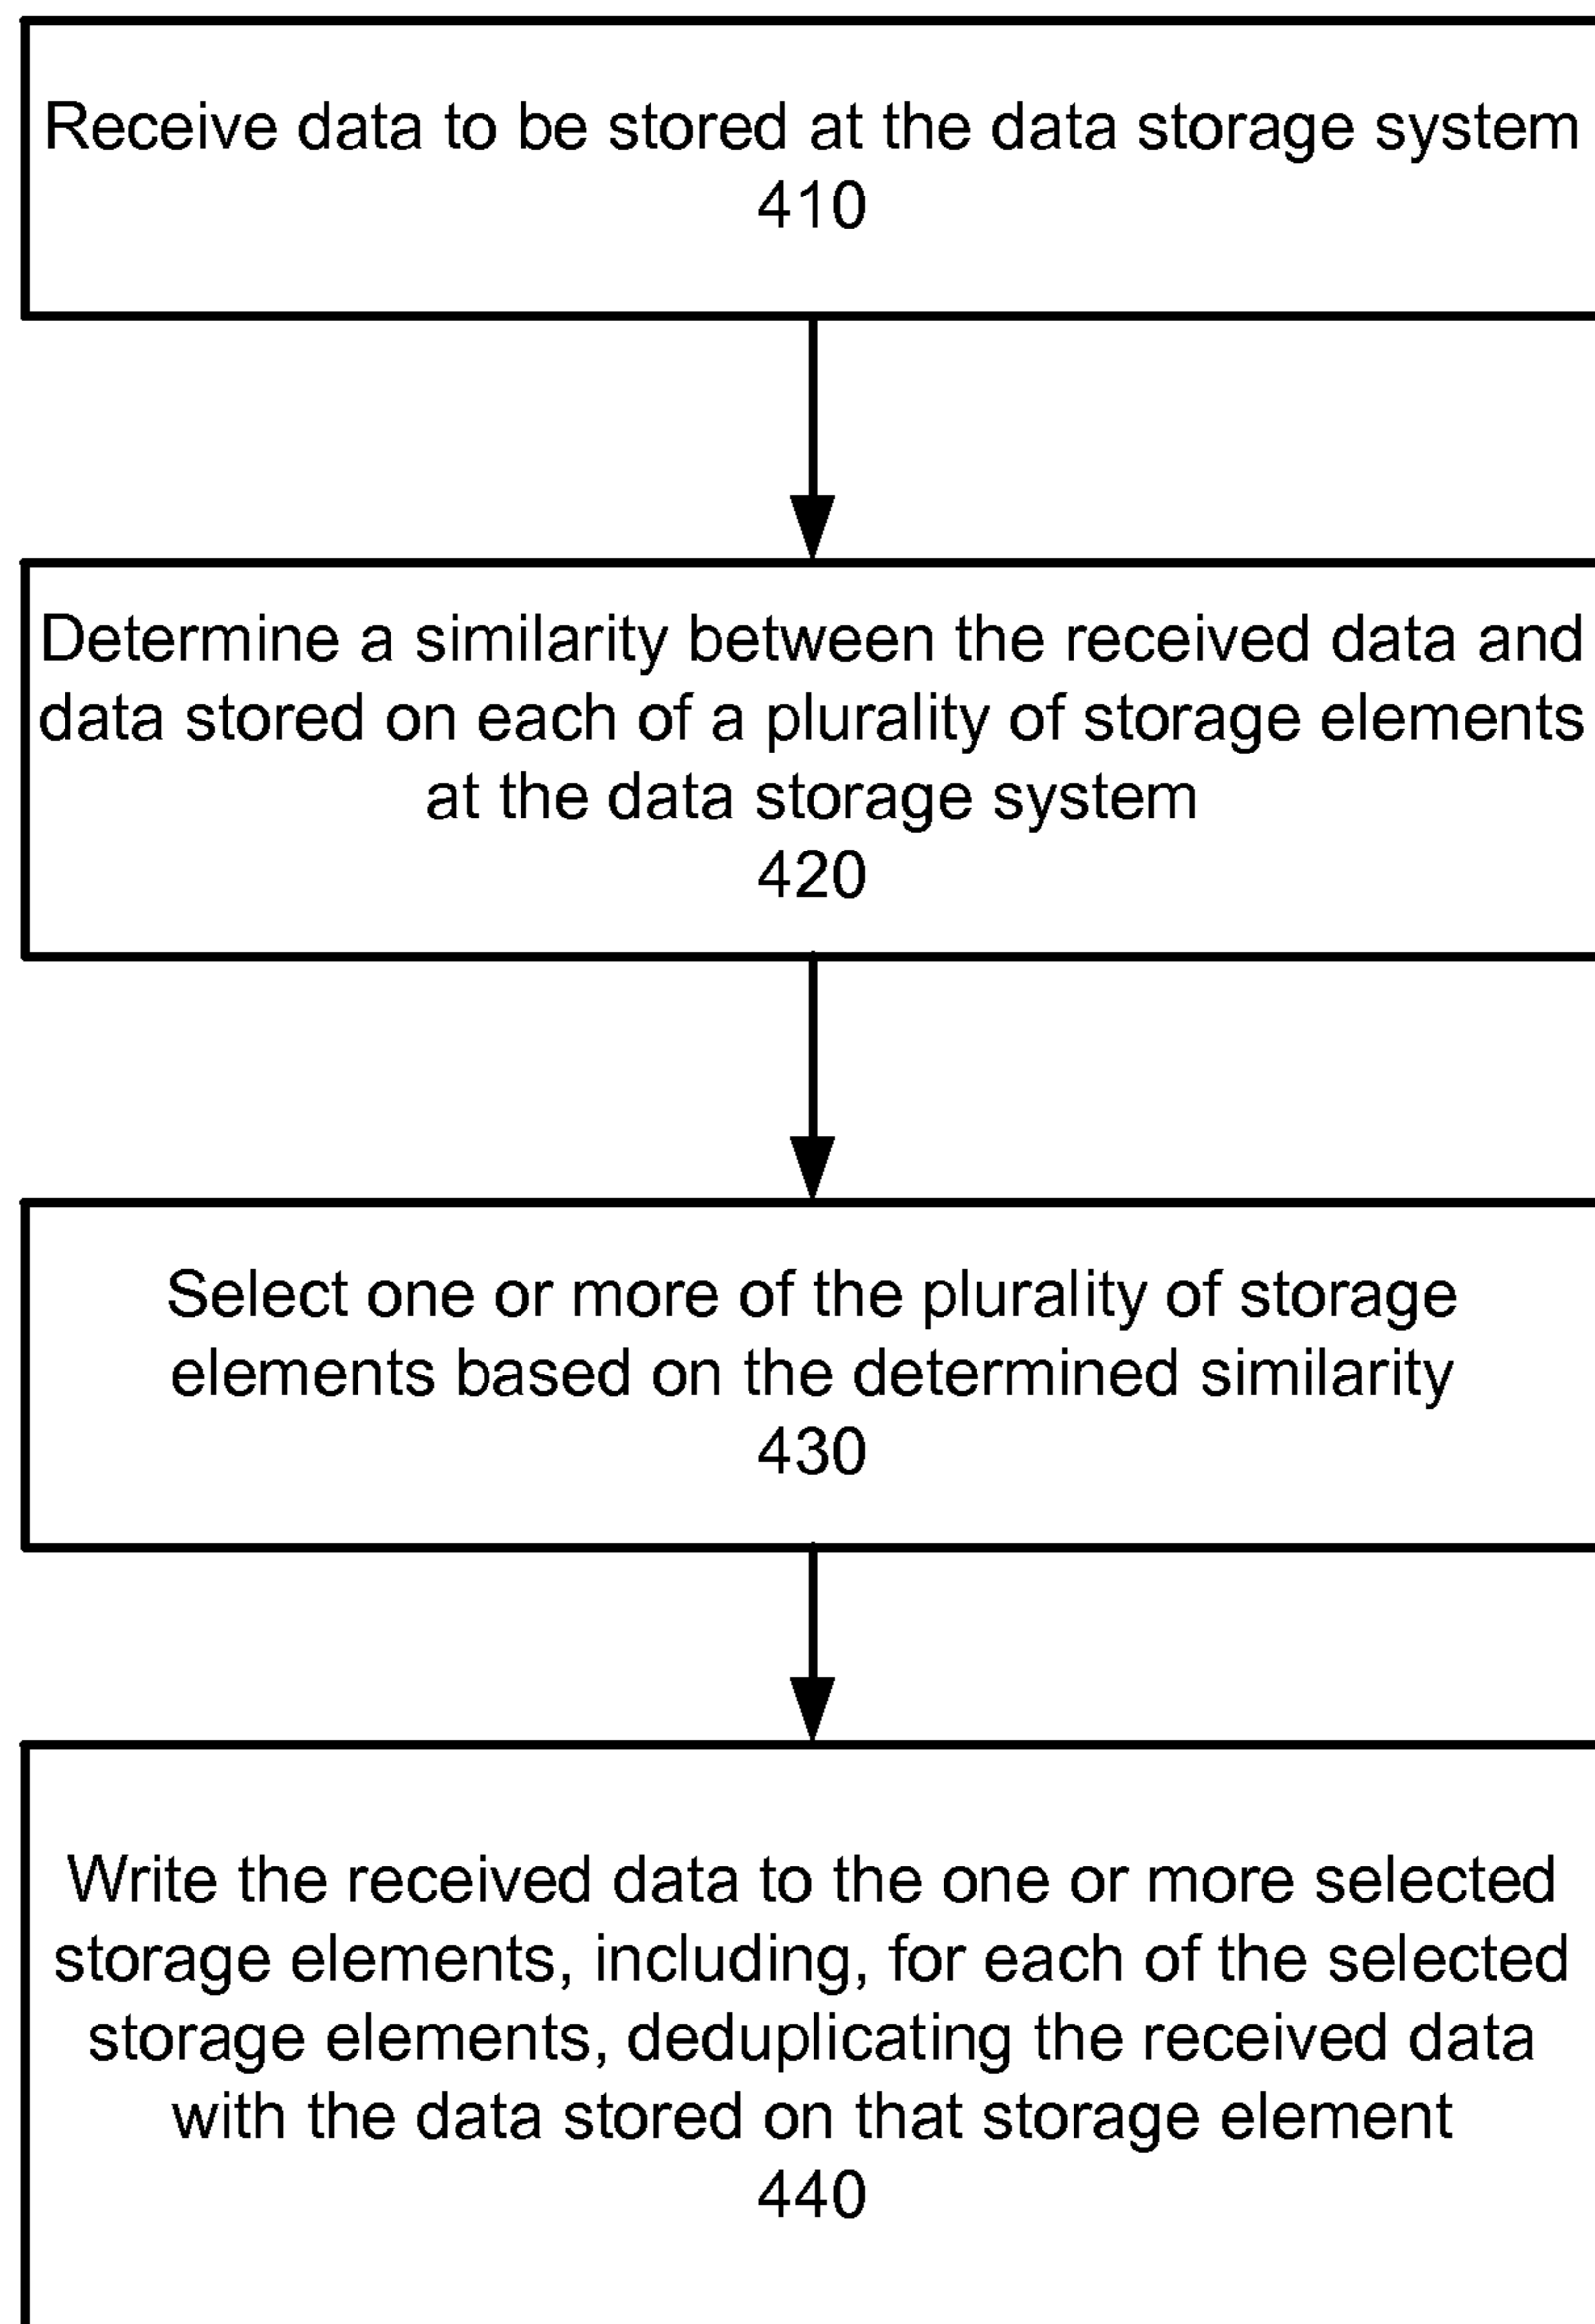 Receive data to be stored at the data storage system
410
Determine a similarity between the received data and
data stored on each of a plurality of storage elements
at the data storage system
420
Select one or more of the plurality of storage
elements based on the determined similarity
430
Write the received data to the one or more selected
storage elements, including, for each of the selected
storage elements, deduplicating the received data
with the data stored on that storage element
440